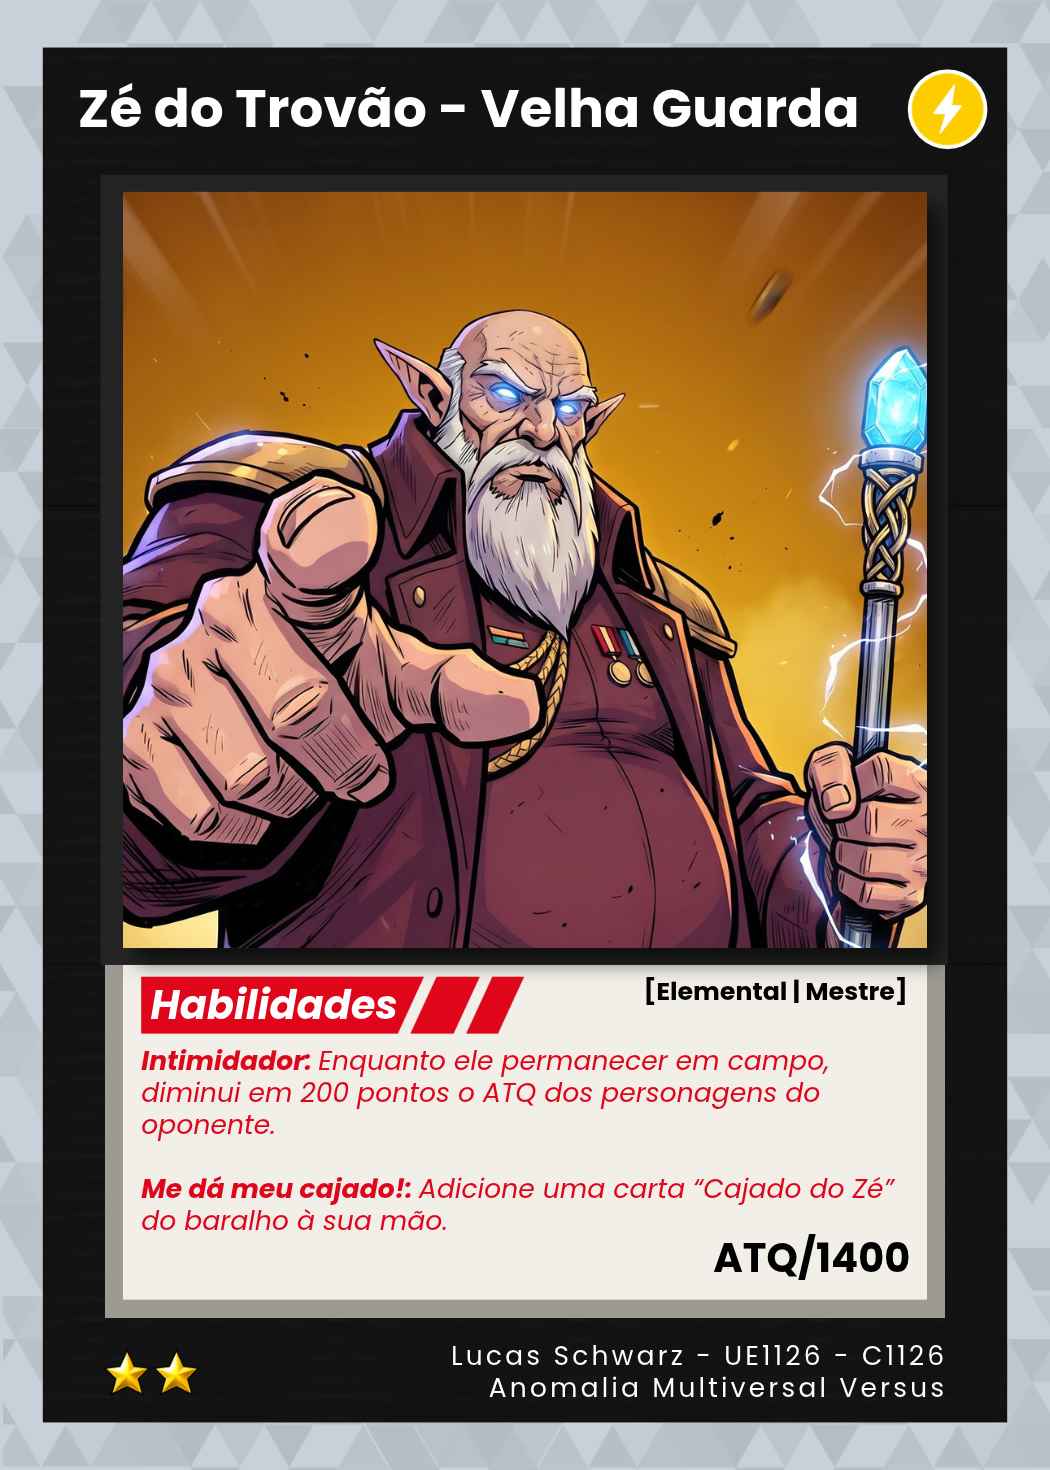 Zé do Trovão - Velha Guarda
Habilidades
[Elemental | Mestre]
Intimidador: Enquanto ele permanecer em campo,
diminui em 200 pontos o ATQ dos personagens do
oponente.
Me dá meu cajado!: Adicione uma carta “Cajado do Zé”
do baralho à sua mão.
ATQ/1400
Lucas Schwarz - UE1126 - C1126
Anomalia Multiversal Versus